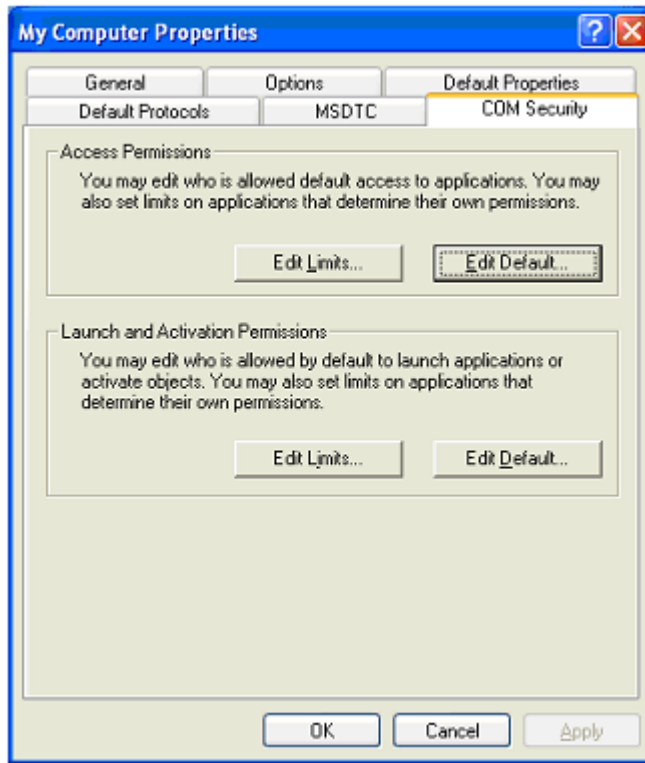 My Computer Properties
General Options Default Properties
Default Protocols MSDTC COM Security
Access Permissions
You may edit who is allowed default access to applications. You may
also set limits on applications that determine their own permissions.
Edit Limits... Edit Default...
Launch and Activation Permissions
You may edit who is allowed by default to launch applications or
activate objects. You may also set limits on applications that
determine their own permissions.
Edit Limits... Edit Default...
OK Cancel Apply